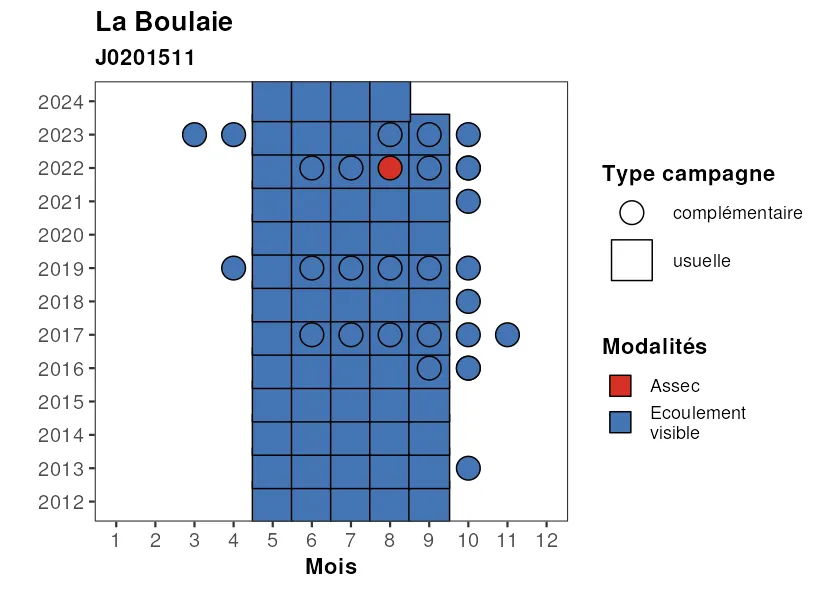 La Boulaie
J0201511
2024
2023
2022
2021
2020
2019
2018
2017
2016
2015
2014
2013
2012
1 2 3 4 5 6 7 8 9 10 11 12
Mois
Type campagne
complémentaire
usuelle
Modalités
Assec
Ecoulement
visible